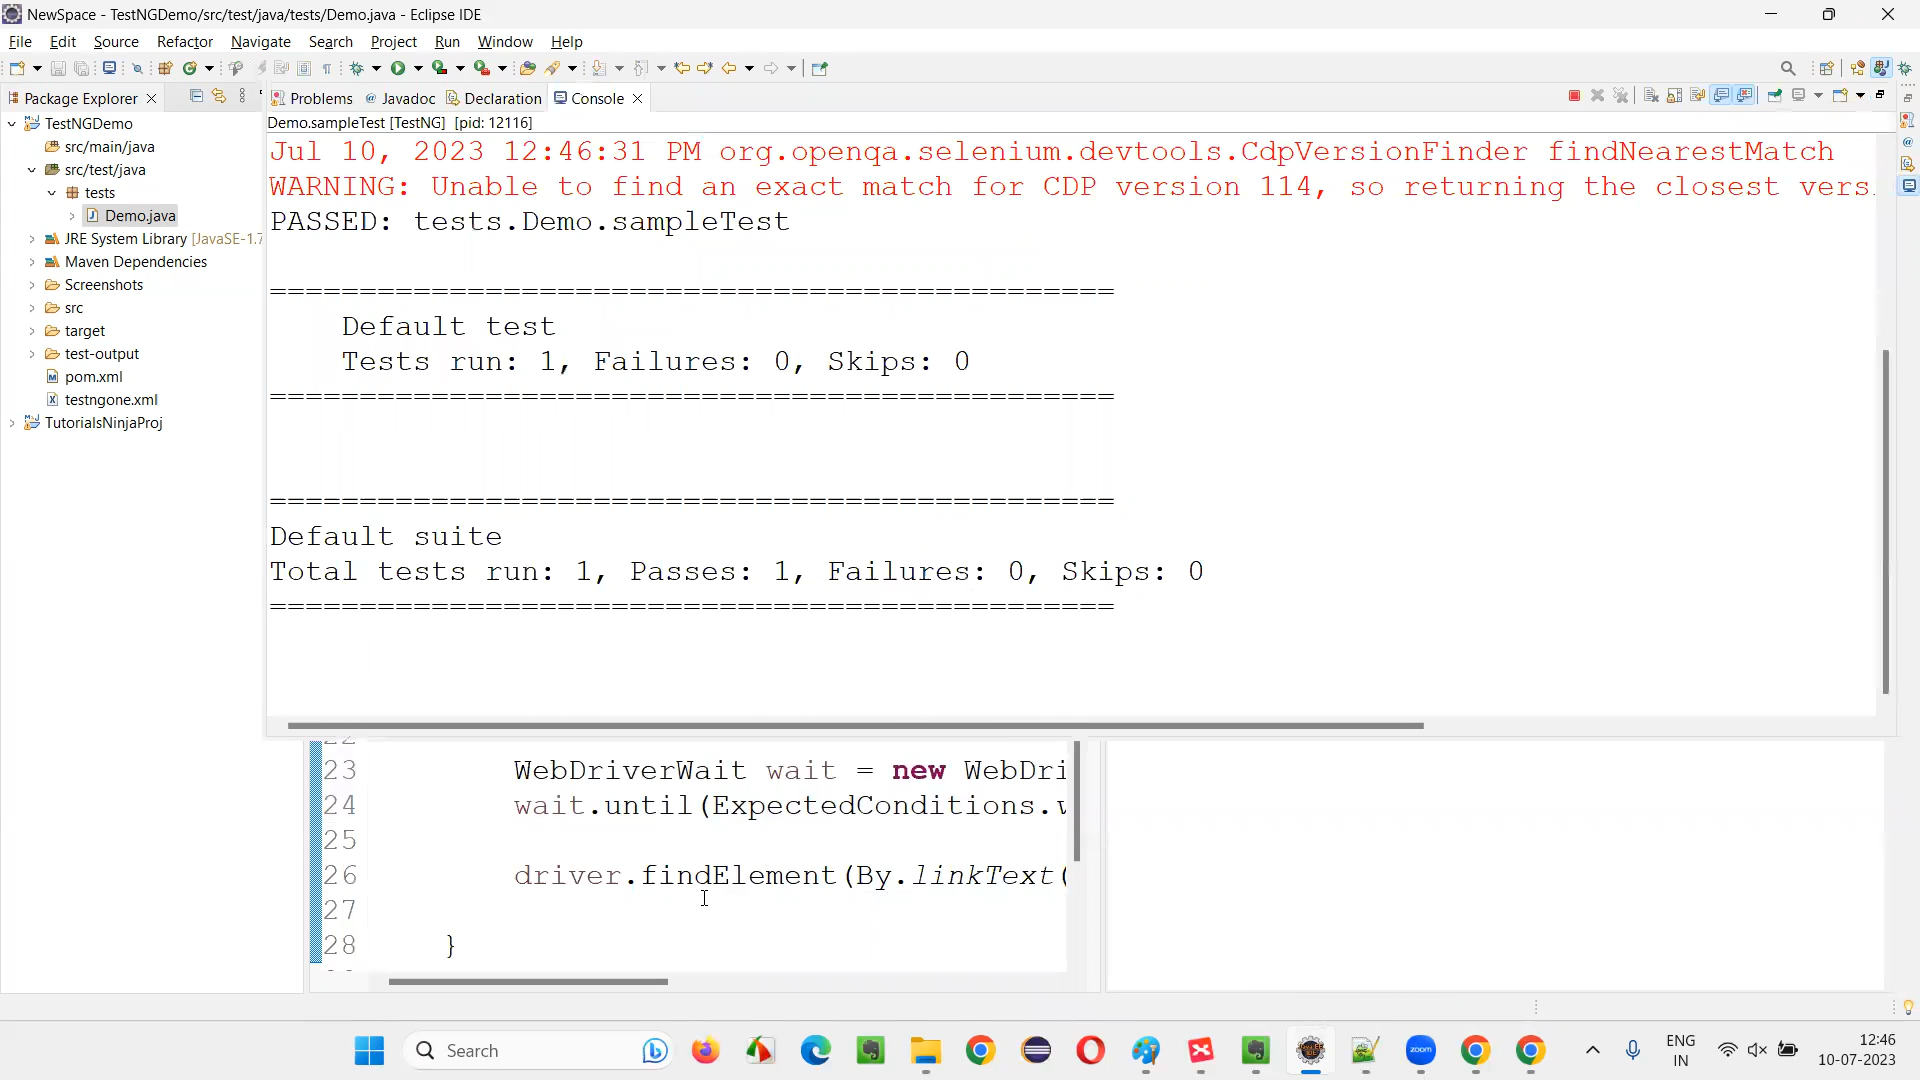 NewSpace - TestNGDemo/src/test/java/tests/Demo.java - Eclipse IDE
File Edit Source Refactor Navigate Search Project Run Window Help
Package Explorer
Problems Javadoc Declaration Console
Demo.sampleTest [TestNG] [pid: 12116]
TestNGDemo
src/main/java
src/test/java
tests
Demo.java
JRE System Library [JavaSE-1.7
Maven Dependencies
Screenshots
src
target
test-output
pom.xml
testngone.xml
TutorialsNinjaProj
Jul 10, 2023 12:46:31 PM org.openqa.selenium.devtools.CdpVersionFinder findNearestMatch
WARNING: Unable to find an exact match for CDP version 114, so returning the closest vers
PASSED: tests.Demo.sampleTest
===============================================
Default test
Tests run: 1, Failures: 0, Skips: 0
===============================================
===============================================
Default suite
Total tests run: 1, Passes: 1, Failures: 0, Skips: 0
===============================================
23 WebDriverWait wait = new WebDri
24 wait.until(ExpectedConditions.v
25
26 driver.findElement(By.linkText(
27
28 }
Search
zoom
ENG
IN
12:46
10-07-2023